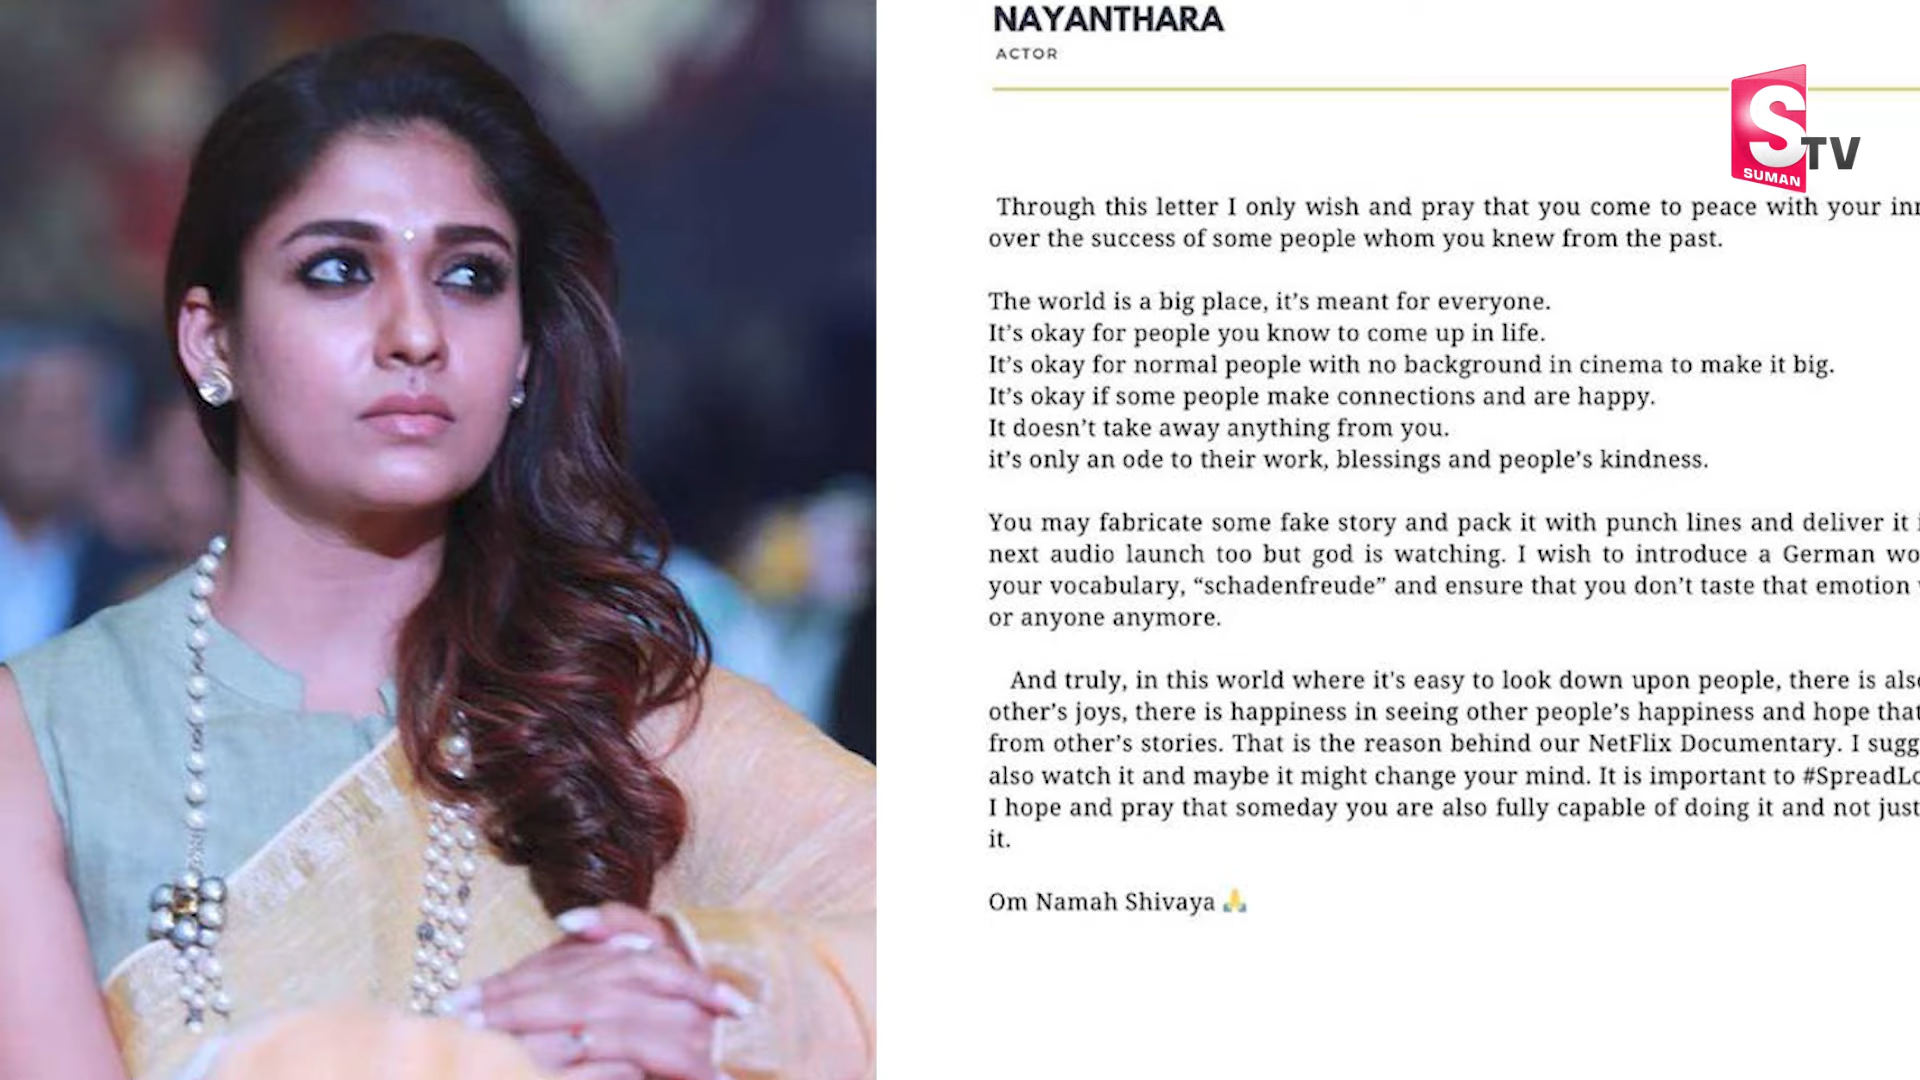 NAYANTHARA
ACTOR
S TV
SUMAN
Through this letter I only wish and pray that you come to peace with your
over the success of some people whom you knew from the past.
The world is a big place, it’s meant for everyone.
It’s okay for people you know to come up in life.
It’s okay for normal people with no background in cinema to make it big.
It’s okay if some people make connections and are happy.
It doesn’t take away anything from you.
it’s only an ode to their work, blessings and people’s kindness.
You may fabricate some fake story and pack it with punch lines and deliver it
next audio launch too but god is watching. I wish to introduce a German
your vocabulary, “schadenfreude” and ensure that you don’t taste that emotion
or anyone anymore.
And truly, in this world where it's easy to look down upon people, there is
other’s joys, there is happiness in seeing other people’s happiness and hope that
from other’s stories. That is the reason behind our NetFlix Documentary. I
also watch it and maybe it might change your mind. It is important to
I hope and pray that someday you are also fully capable of doing it and not just
it.
Om Namah Shivaya 🙏